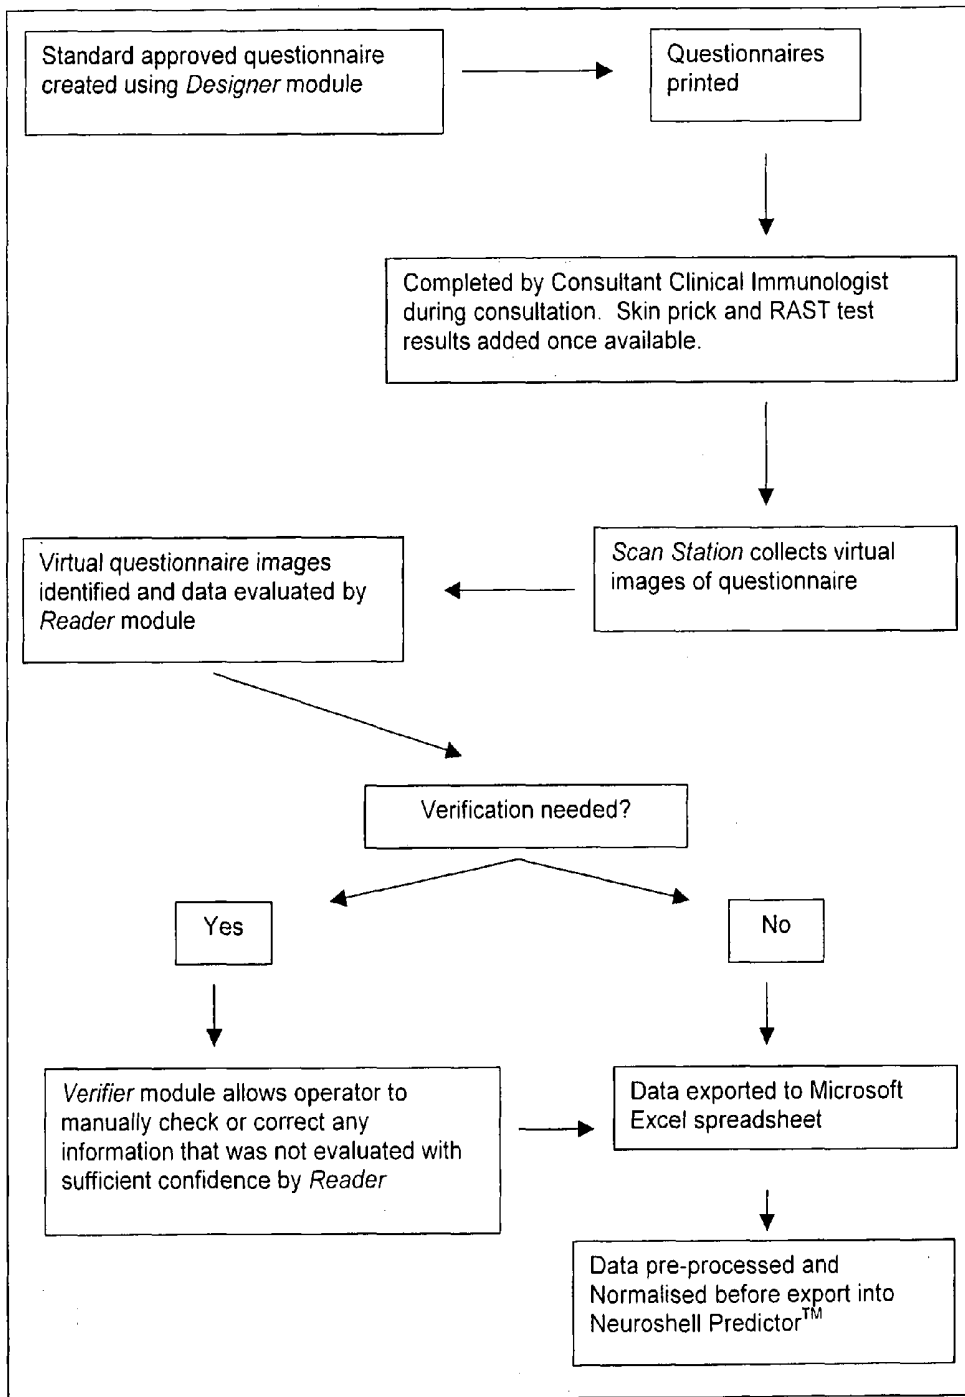 Standard approved questionnaire
created using Designer module
Questionnaires
printed
Completed by Consultant Clinical Immunologist
during consultation.  Skin prick and RAST test
results added once available.
Scan Station collects virtual
images of questionnaire
Virtual questionnaire images
identified and data evaluated by
Reader module
Verification needed?
Yes
No
Verifier module allows operator to
manually check or correct any
information that was not evaluated with
sufficient confidence by Reader
Data exported to Microsoft
Excel spreadsheet
Data pre-processed and
Normalised before export into
Neuroshell Predictor™